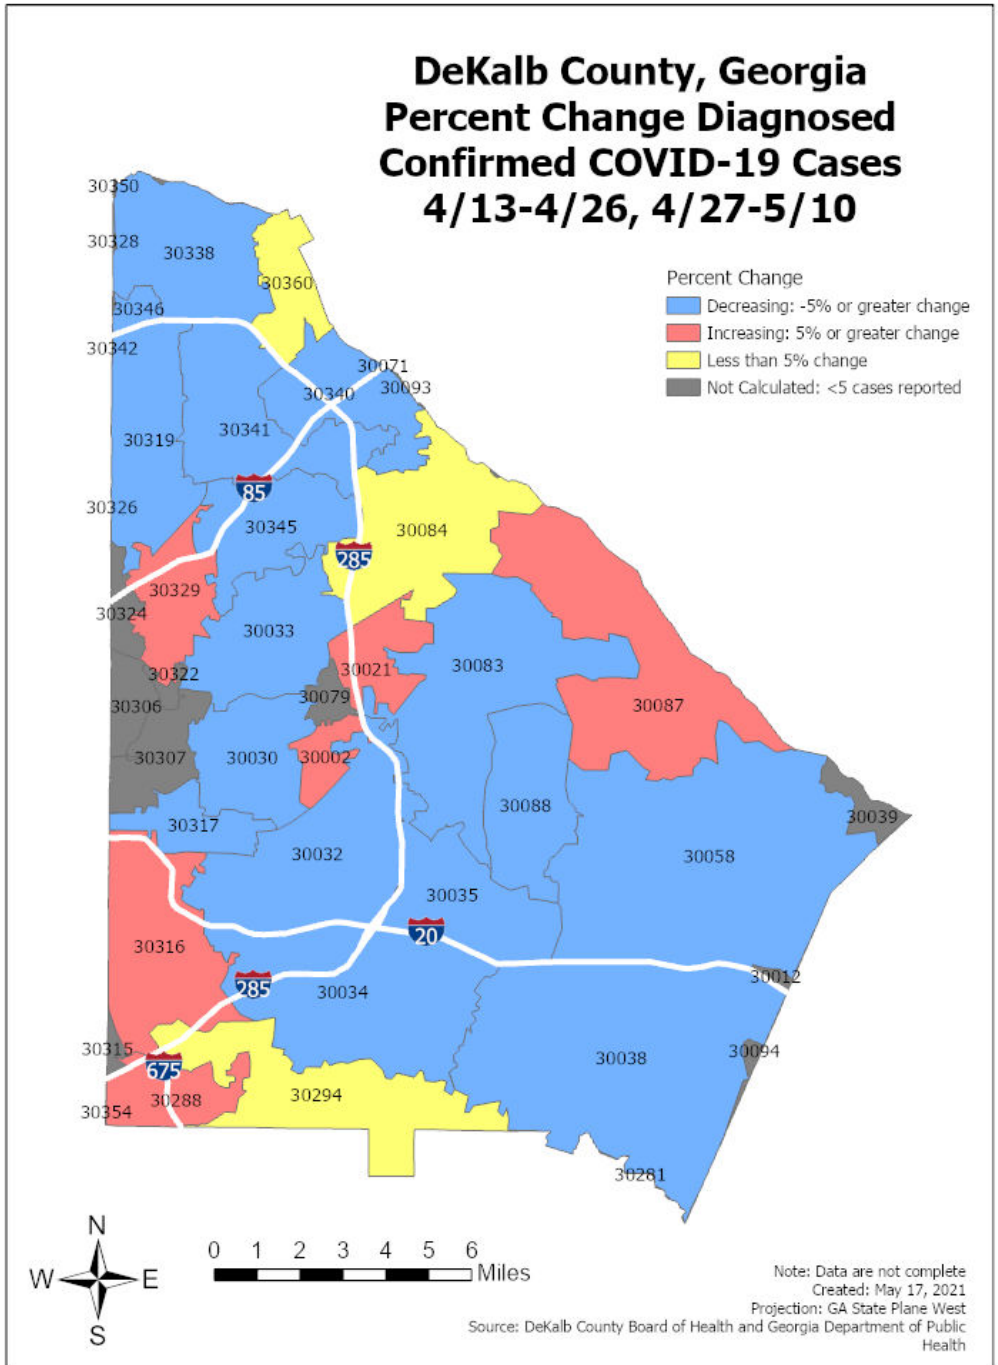 DeKalb County, Georgia
Percent Change Diagnosed
Confirmed COVID-19 Cases
4/13-4/26, 4/27-5/10
Percent Change
Decreasing: -5% or greater change
Increasing: 5% or greater change
Less than 5% change
Not Calculated: <5 cases reported
30350
30328
30338
30360
30346
30342
30071
30340
30093
30341
30319
85
30326
30345
30084
285
30329
30324
30033
30322
30021
30083
30079
30306
30087
30307
30030
30002
30088
30039
30317
30032
30058
30035
20
30316
30012
285
30034
30315
30094
30038
675
30294
30288
30354
30281
N
W
E
S
0 1 2 3 4 5 6
Miles
Note: Data are not complete
Created: May 17, 2021
Projection: GA State Plane West
Source: DeKalb County Board of Health and Georgia Department of Public
Health